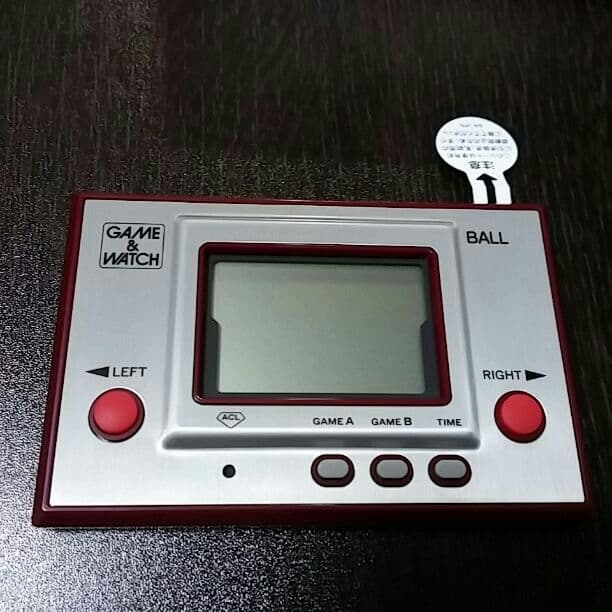 注意
GAME
&
WATCH
BALL
◀ LEFT
RIGHT ▶
ACL
GAME A
GAME B
TIME